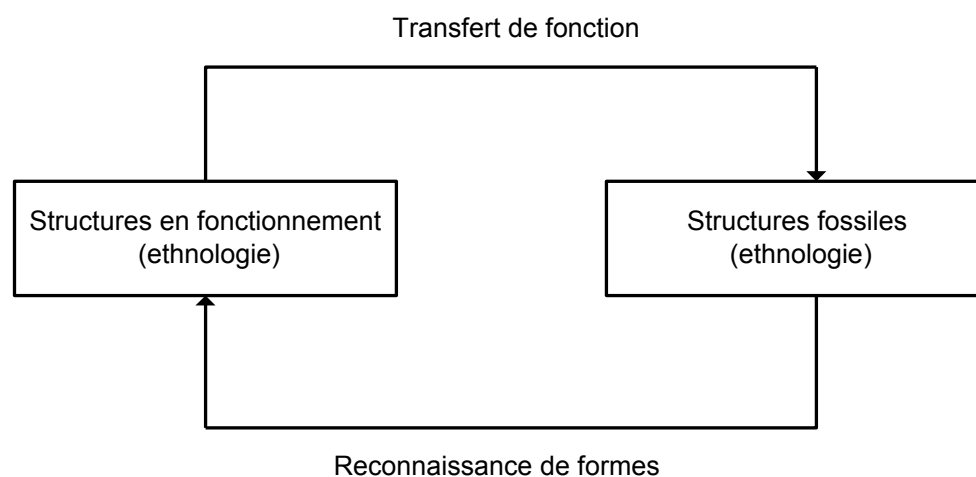 Transfert de fonction
Structures en fonctionnement
(ethnologie)
Structures fossiles
(ethnologie)
Reconnaissance de formes